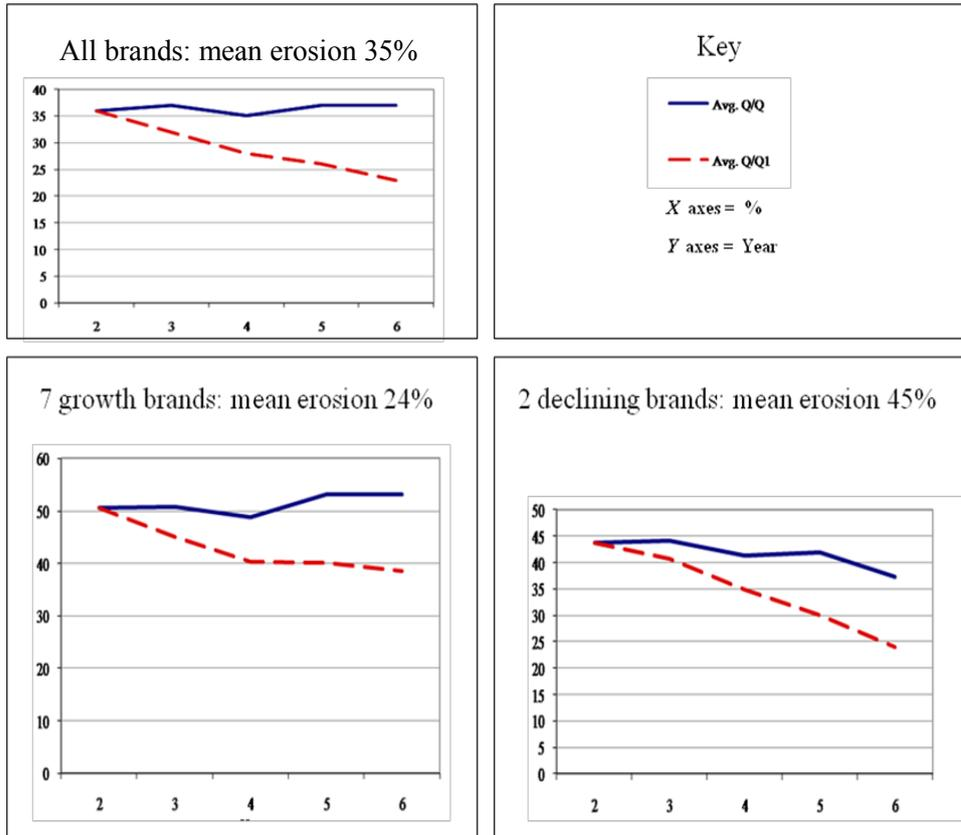 All brands: mean erosion 35%
40
35
30
25
20
15
10
5
0
2 3 4 5 6
Key
Avg. Q/Q
Avg. Q/Q1
X axes = %
Y axes = Year
7 growth brands: mean erosion 24%
60
50
40
30
20
10
0
2 3 4 5 6
2 declining brands: mean erosion 45%
50
45
40
35
30
25
20
15
10
5
0
2 3 4 5 6